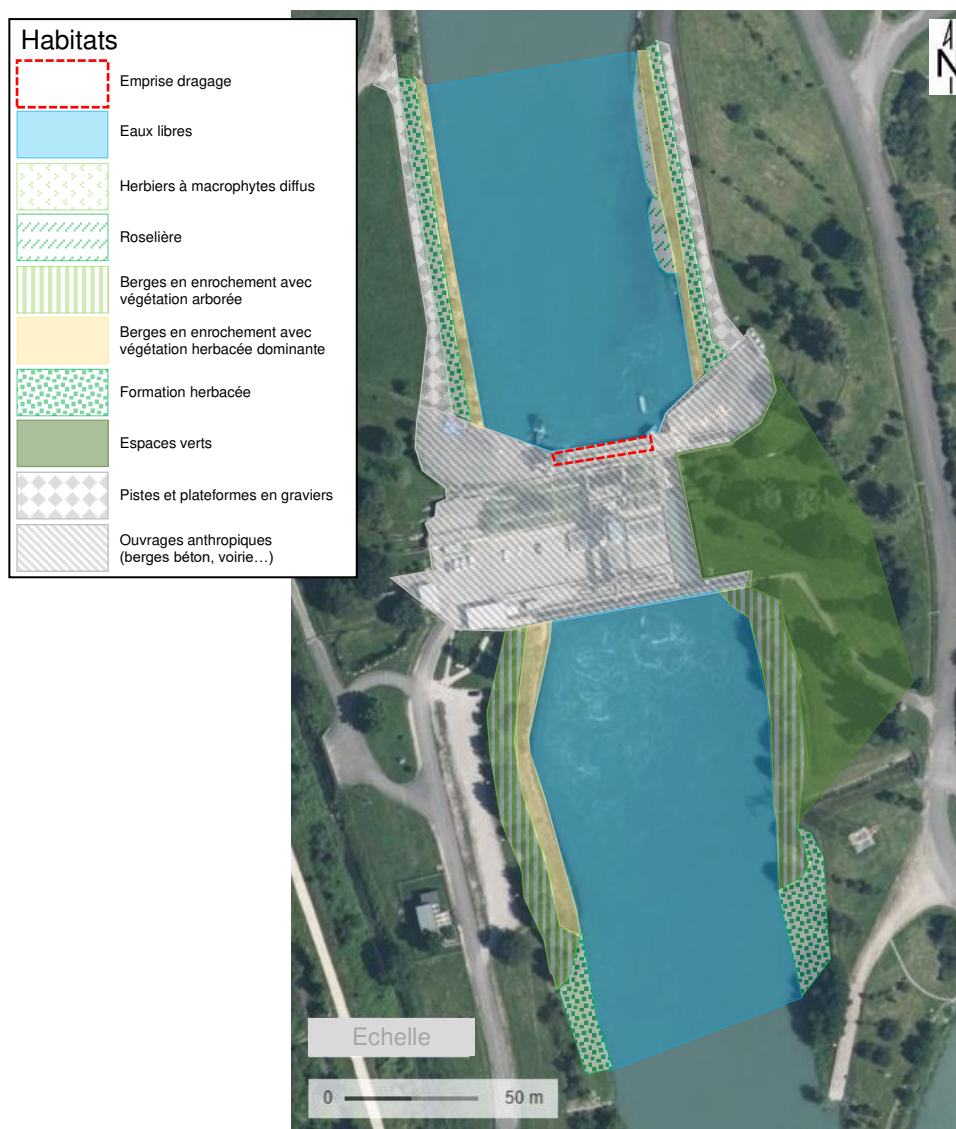 Habitats
Emprise dragage
Eaux libres
Herbiers à macrophytes diffus
Roselière
Berges en enrochement avec
végétation arborée
Berges en enrochement avec
végétation herbacée dominante
Formation herbacée
Espaces verts
Pistes et plateformes en graviers
Ouvrages anthropiques
(berges béton, voirie…)
N
Echelle
0 50 m